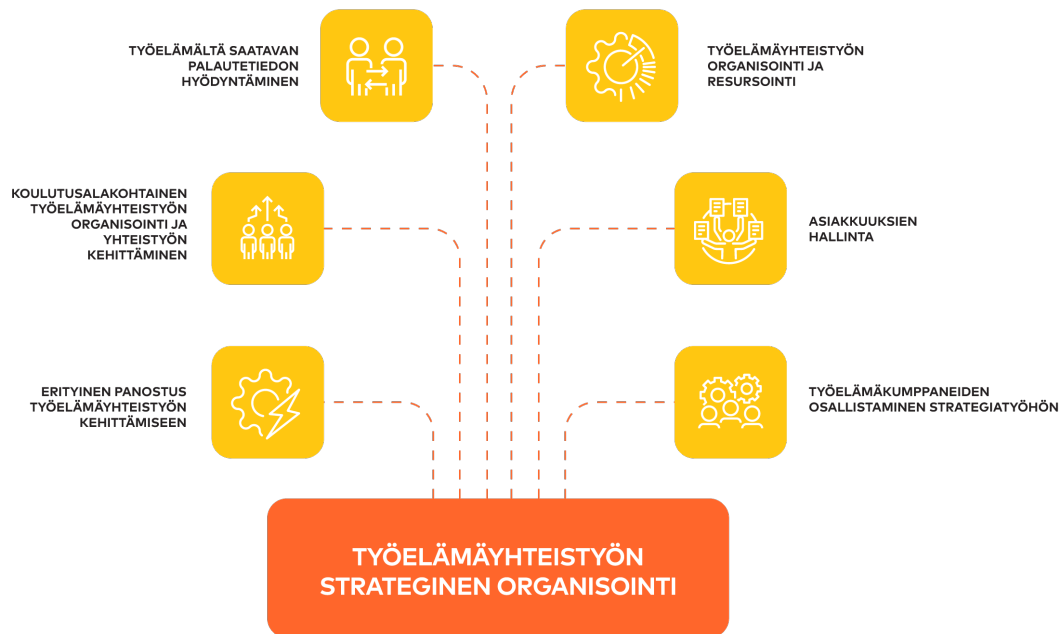 TYÖELÄMÄLTÄ SAATAVAN
PALAUTETIEDON
HYÖDYNTÄMINEN
TYÖELÄMÄYHTEISTYÖN
ORGANISOINTI JA
RESURSOINTI
KOULUTUSALAKOHTAINEN
TYÖELÄMÄYHTEISTYÖN
ORGANISOINTI JA
YHTEISTYÖN
KEHITTÄMINEN
ASIAKKUUKSIEN
HALLINTA
ERITYINEN PANOSTUS
TYÖELÄMÄYHTEISTYÖN
KEHITTÄMISEEN
TYÖELÄMÄKUMPPANEIDEN
OSALLISTAMINEN STRATEGIATYÖHÖN
TYÖELÄMÄYHTEISTYÖN
STRATEGINEN ORGANISOINTI